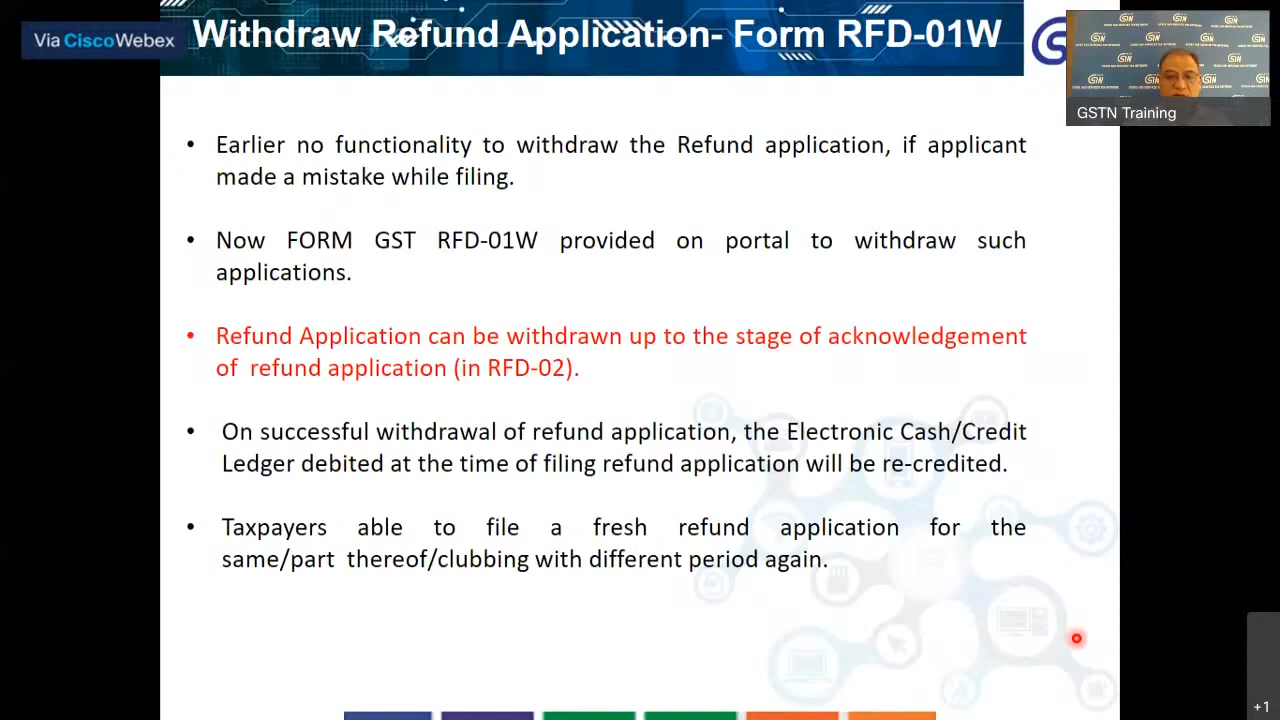 Via CiscoWebex
Withdraw Refund Application- Form RFD-01W
GSTN Training
• Earlier no functionality to withdraw the Refund application, if applicant
made a mistake while filing.
• Now FORM GST RFD-01W provided on portal to withdraw such
applications.
• Refund Application can be withdrawn up to the stage of acknowledgement
of refund application (in RFD-02).
• On successful withdrawal of refund application, the Electronic Cash/Credit
Ledger debited at the time of filing refund application will be re-credited.
• Taxpayers able to file a fresh refund application for the
same/part thereof/clubbing with different period again.
+1